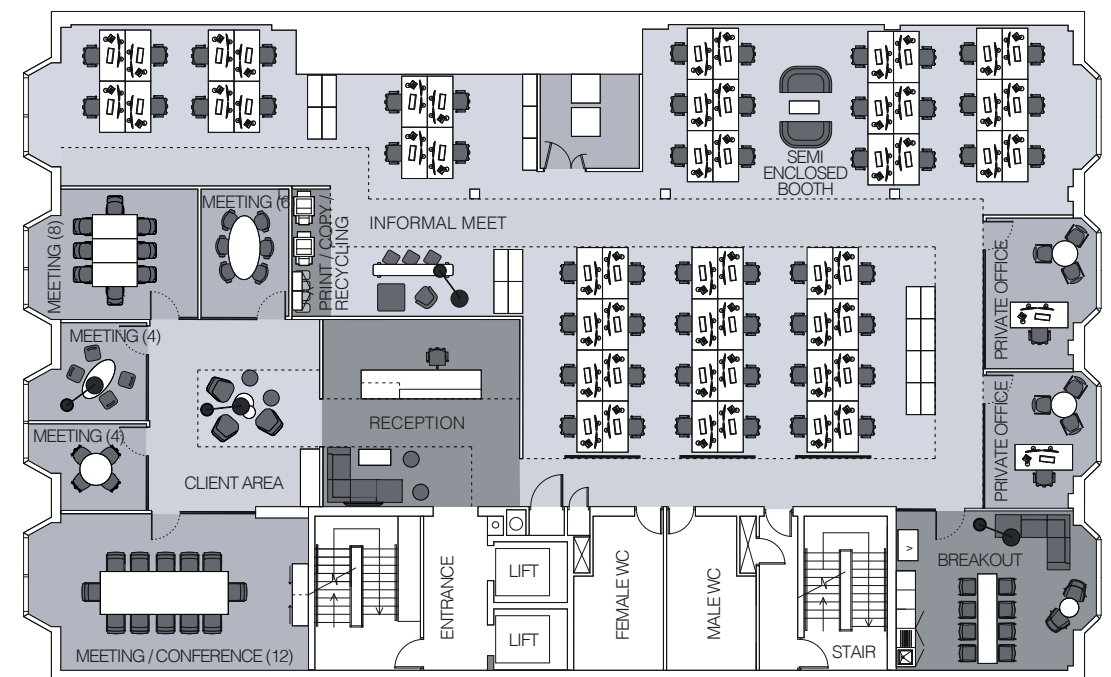 SEMI
ENCLOSED
BOOTH
MEETING (8)
MEETING (6)
PRINT / COPY /
RECYCLING
INFORMAL MEET
PRIVATE OFFICE
MEETING (4)
RECEPTION
PRIVATE OFFICE
MEETING (4)
CLIENT AREA
MEETING / CONFERENCE (12)
ENTRANCE
LIFT
LIFT
FEMALE WC
MALE WC
STAIR
BREAKOUT